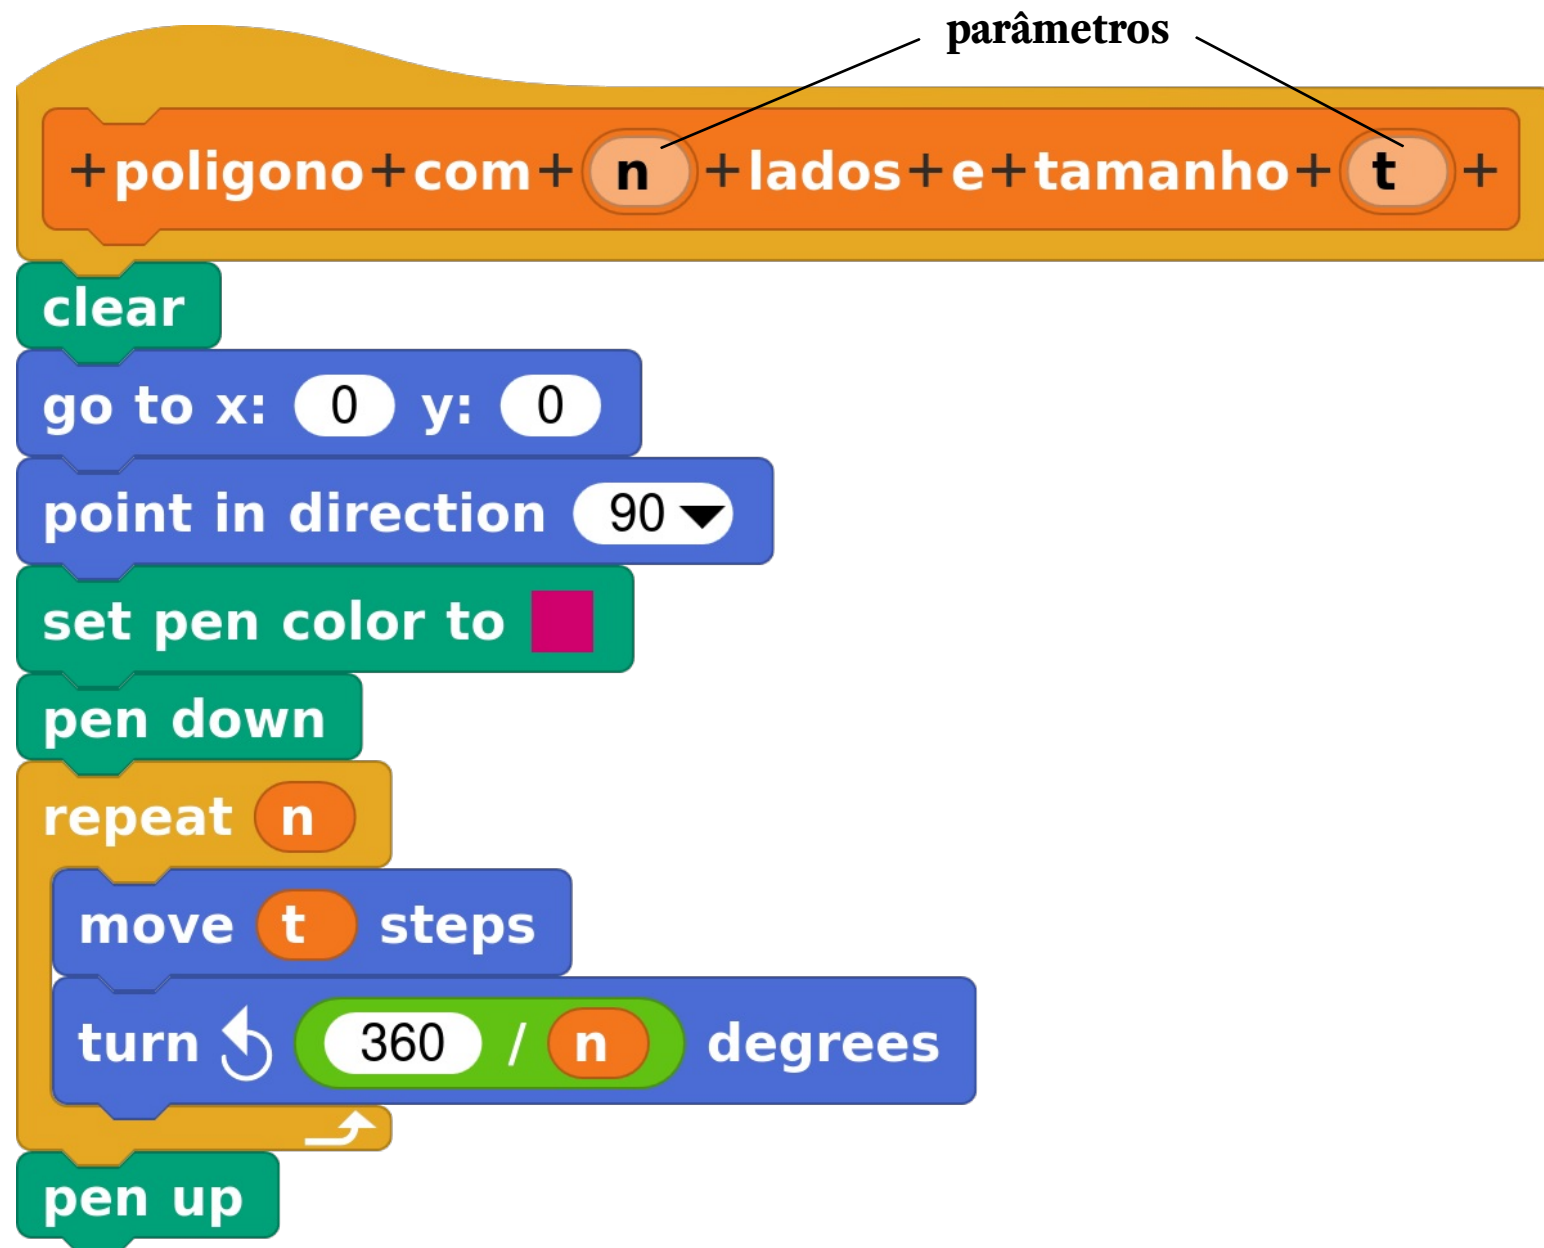 parâmetros
+poligono+com+ n +lados+e+tamanho+ t +
clear
go to x: 0 y: 0
point in direction 90
set pen color to
pen down
repeat n
move t steps
turn 360 / n degrees
pen up